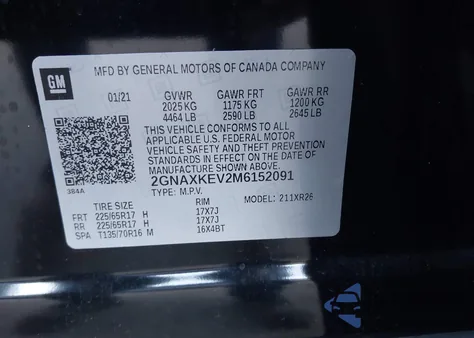 GM
MFD BY GENERAL MOTORS OF CANADA COMPANY
01/21 GVWR GAWR FRT GAWR RR
2025 KG 1175 KG 1200 KG
4464 LB 2590 LB 2645 LB
THIS VEHICLE CONFORMS TO ALL
APPLICABLE U.S. FEDERAL MOTOR
VEHICLE SAFETY AND THEFT PREVENTION
STANDARDS IN EFFECT ON THE DATE OF
MANUFACTURE SHOWN ABOVE.
384A
2GNAXKEV2M6152091
TYPE: M.P.V. MODEL: 211XR26
TIRE SIZE RIM
FRT 225/65R17 H 17X7J
RR 225/65R17 H 17X7J
SPA T135/70R16 M 16X4BT